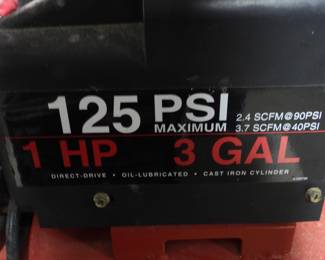 125 PSI
MAXIMUM
2.4 SCFM@90PSI
3.7 SCFM@40PSI
1 HP 3 GAL
DIRECT-DRIVE • OIL-LUBRICATED • CAST IRON CYLINDER